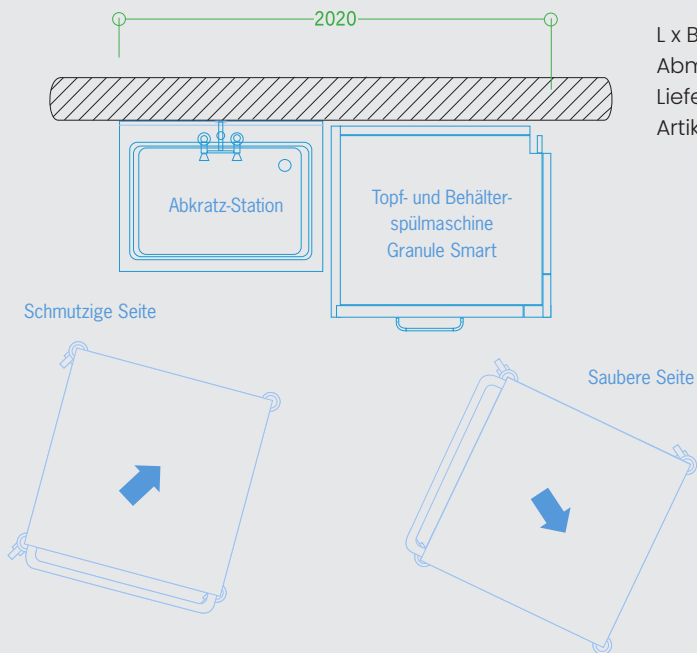 2020
L x B
Abm
Liefe
Artik
Abkratz-Station
Topf- und Behälter-
spülmaschine
Granule Smart
Schmutzige Seite
Saubere Seite